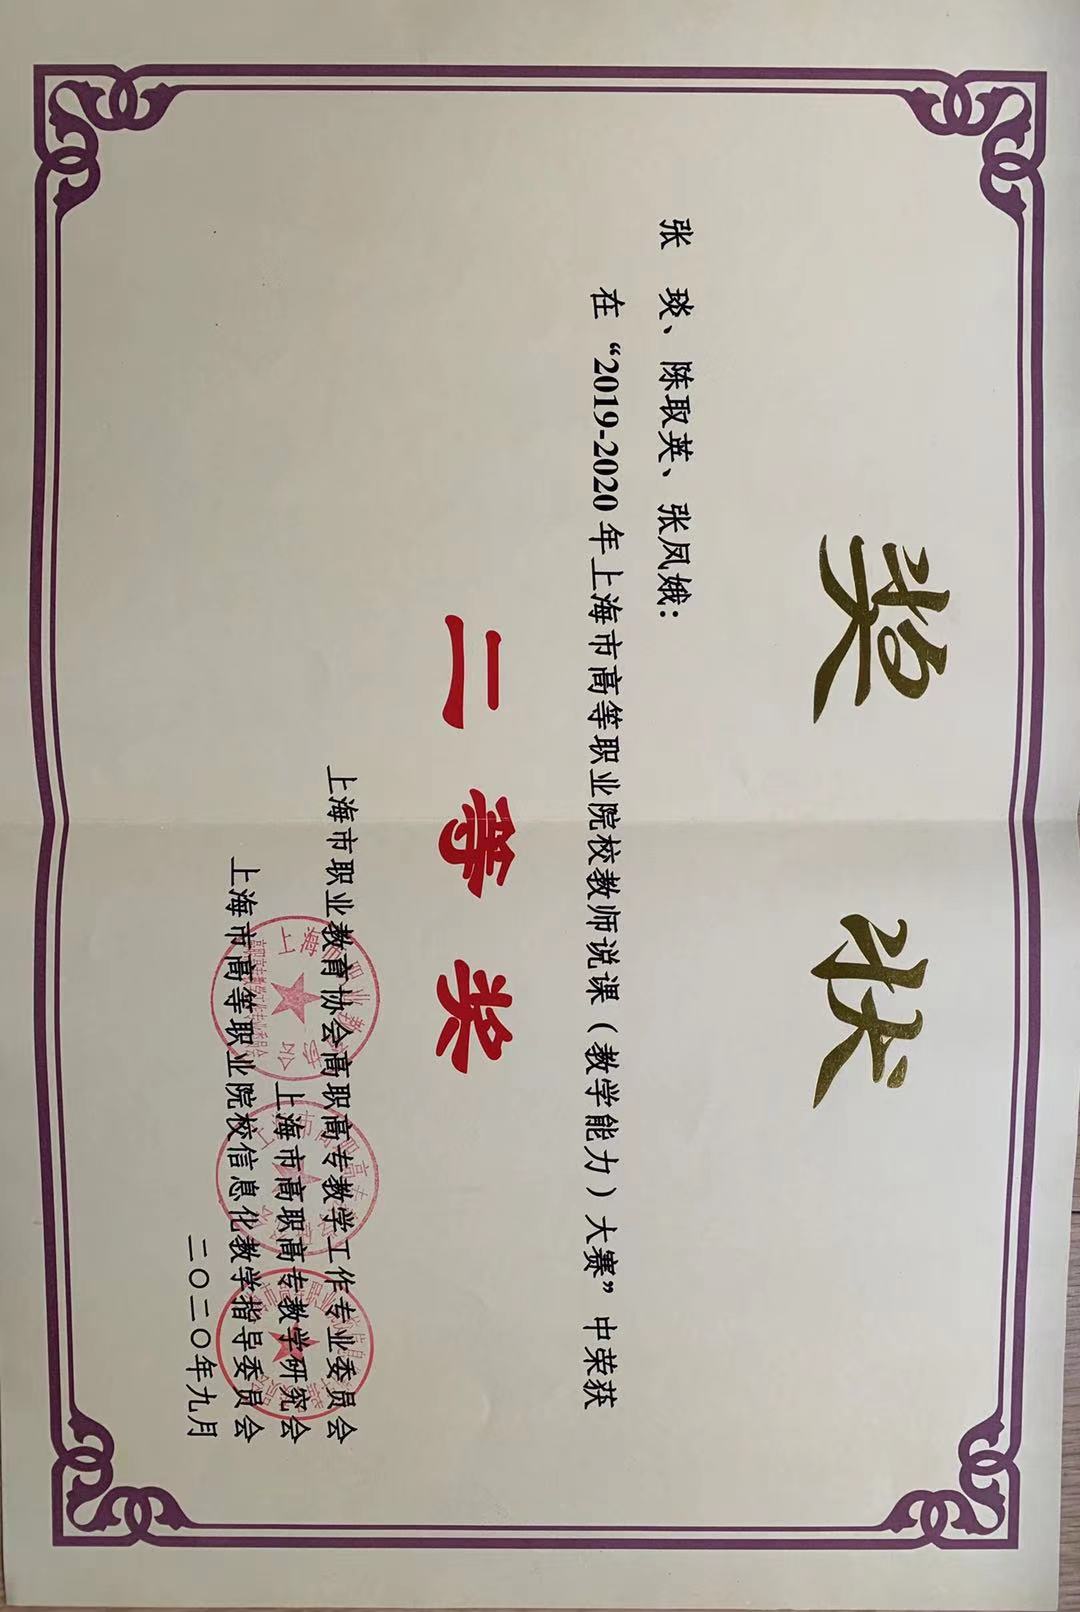 奖 状
张 琰、陈取英、张凤娥：
在“2019-2020年上海市高等职业院校教师说课（教学能力）大赛”中荣获
二等奖
上海市职业教育协会高职高专教学工作专业委员会
上海市高职高专教学研究会
上海市高等职业院校信息化教学指导委员会
二〇二〇年九月